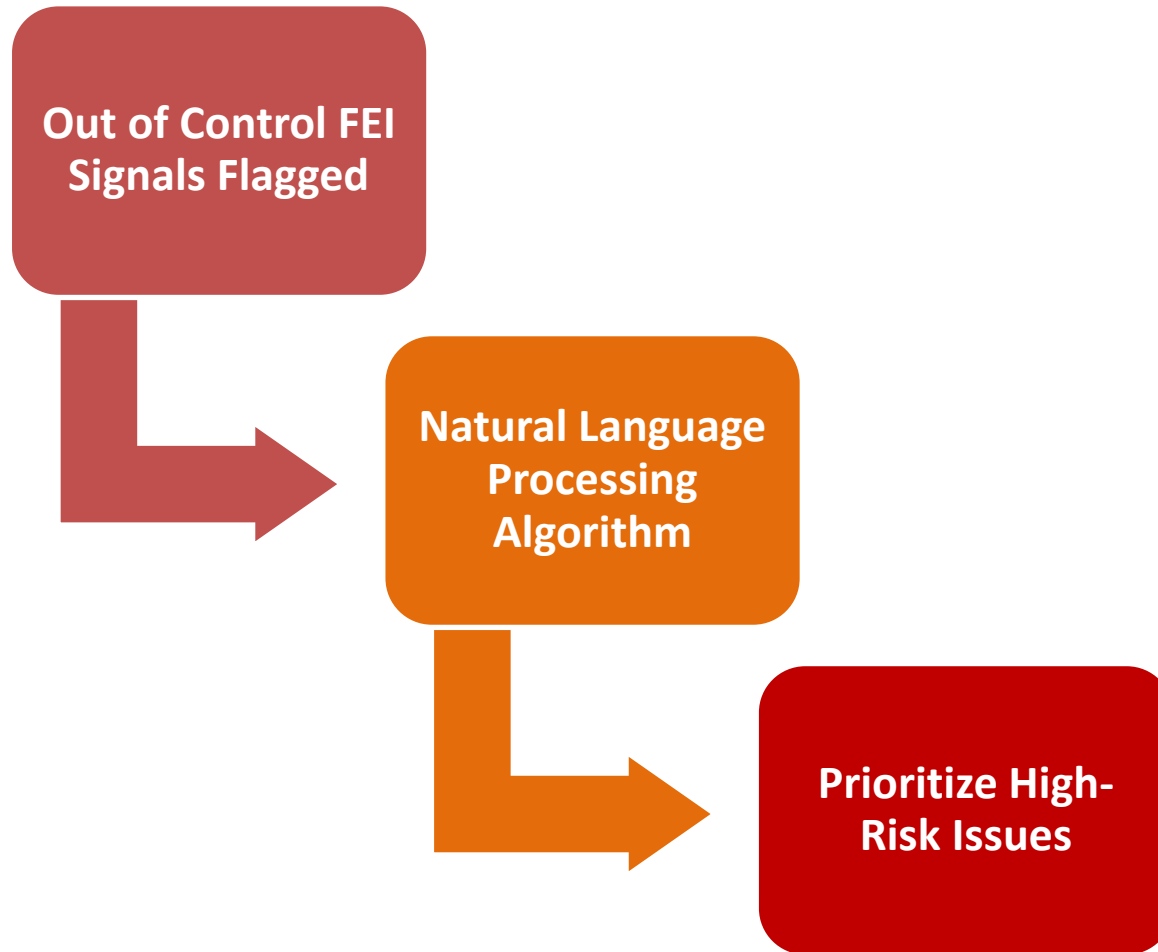 Out of Control FEI
Signals Flagged
Natural Language
Processing
Algorithm
Prioritize High-
Risk Issues